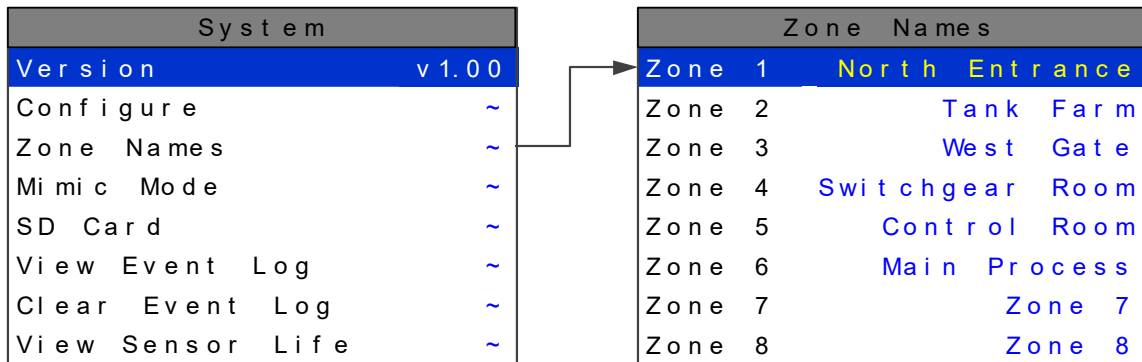 System
Version v1.00
Configure ~
Zone Names ~
Mimic Mode ~
SD Card ~
View Event Log ~
Clear Event Log ~
View Sensor Life ~
Zone Names
Zone 1 North Entrance
Zone 2 Tank Farm
Zone 3 West Gate
Zone 4 Switchgear Room
Zone 5 Control Room
Zone 6 Main Process
Zone 7 Zone 7
Zone 8 Zone 8